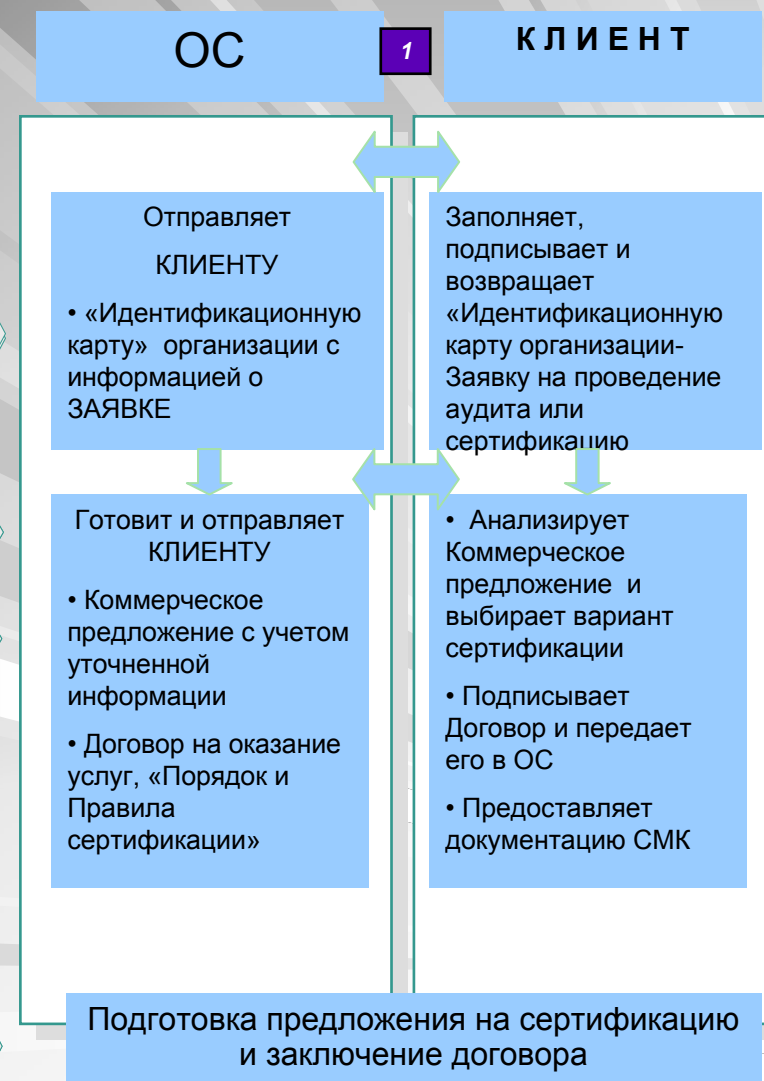 ОС
1
К Л И Е Н Т
Отправляет
КЛИЕНТУ
• «Идентификационную
карту» организации с
информацией о
ЗАЯВКЕ
Заполняет,
подписывает и
возвращает
«Идентификационную
карту организации-
Заявку на проведение
аудита или
сертификацию
Готовит и отправляет
КЛИЕНТУ
• Коммерческое
предложение с учетом
уточненной
информации
• Договор на оказание
услуг, «Порядок и
Правила
сертификации»
• Анализирует
Коммерческое
предложение и
выбирает вариант
сертификации
• Подписывает
Договор и передает
его в ОС
• Предоставляет
документацию СМК
Подготовка предложения на сертификацию
и заключение договора